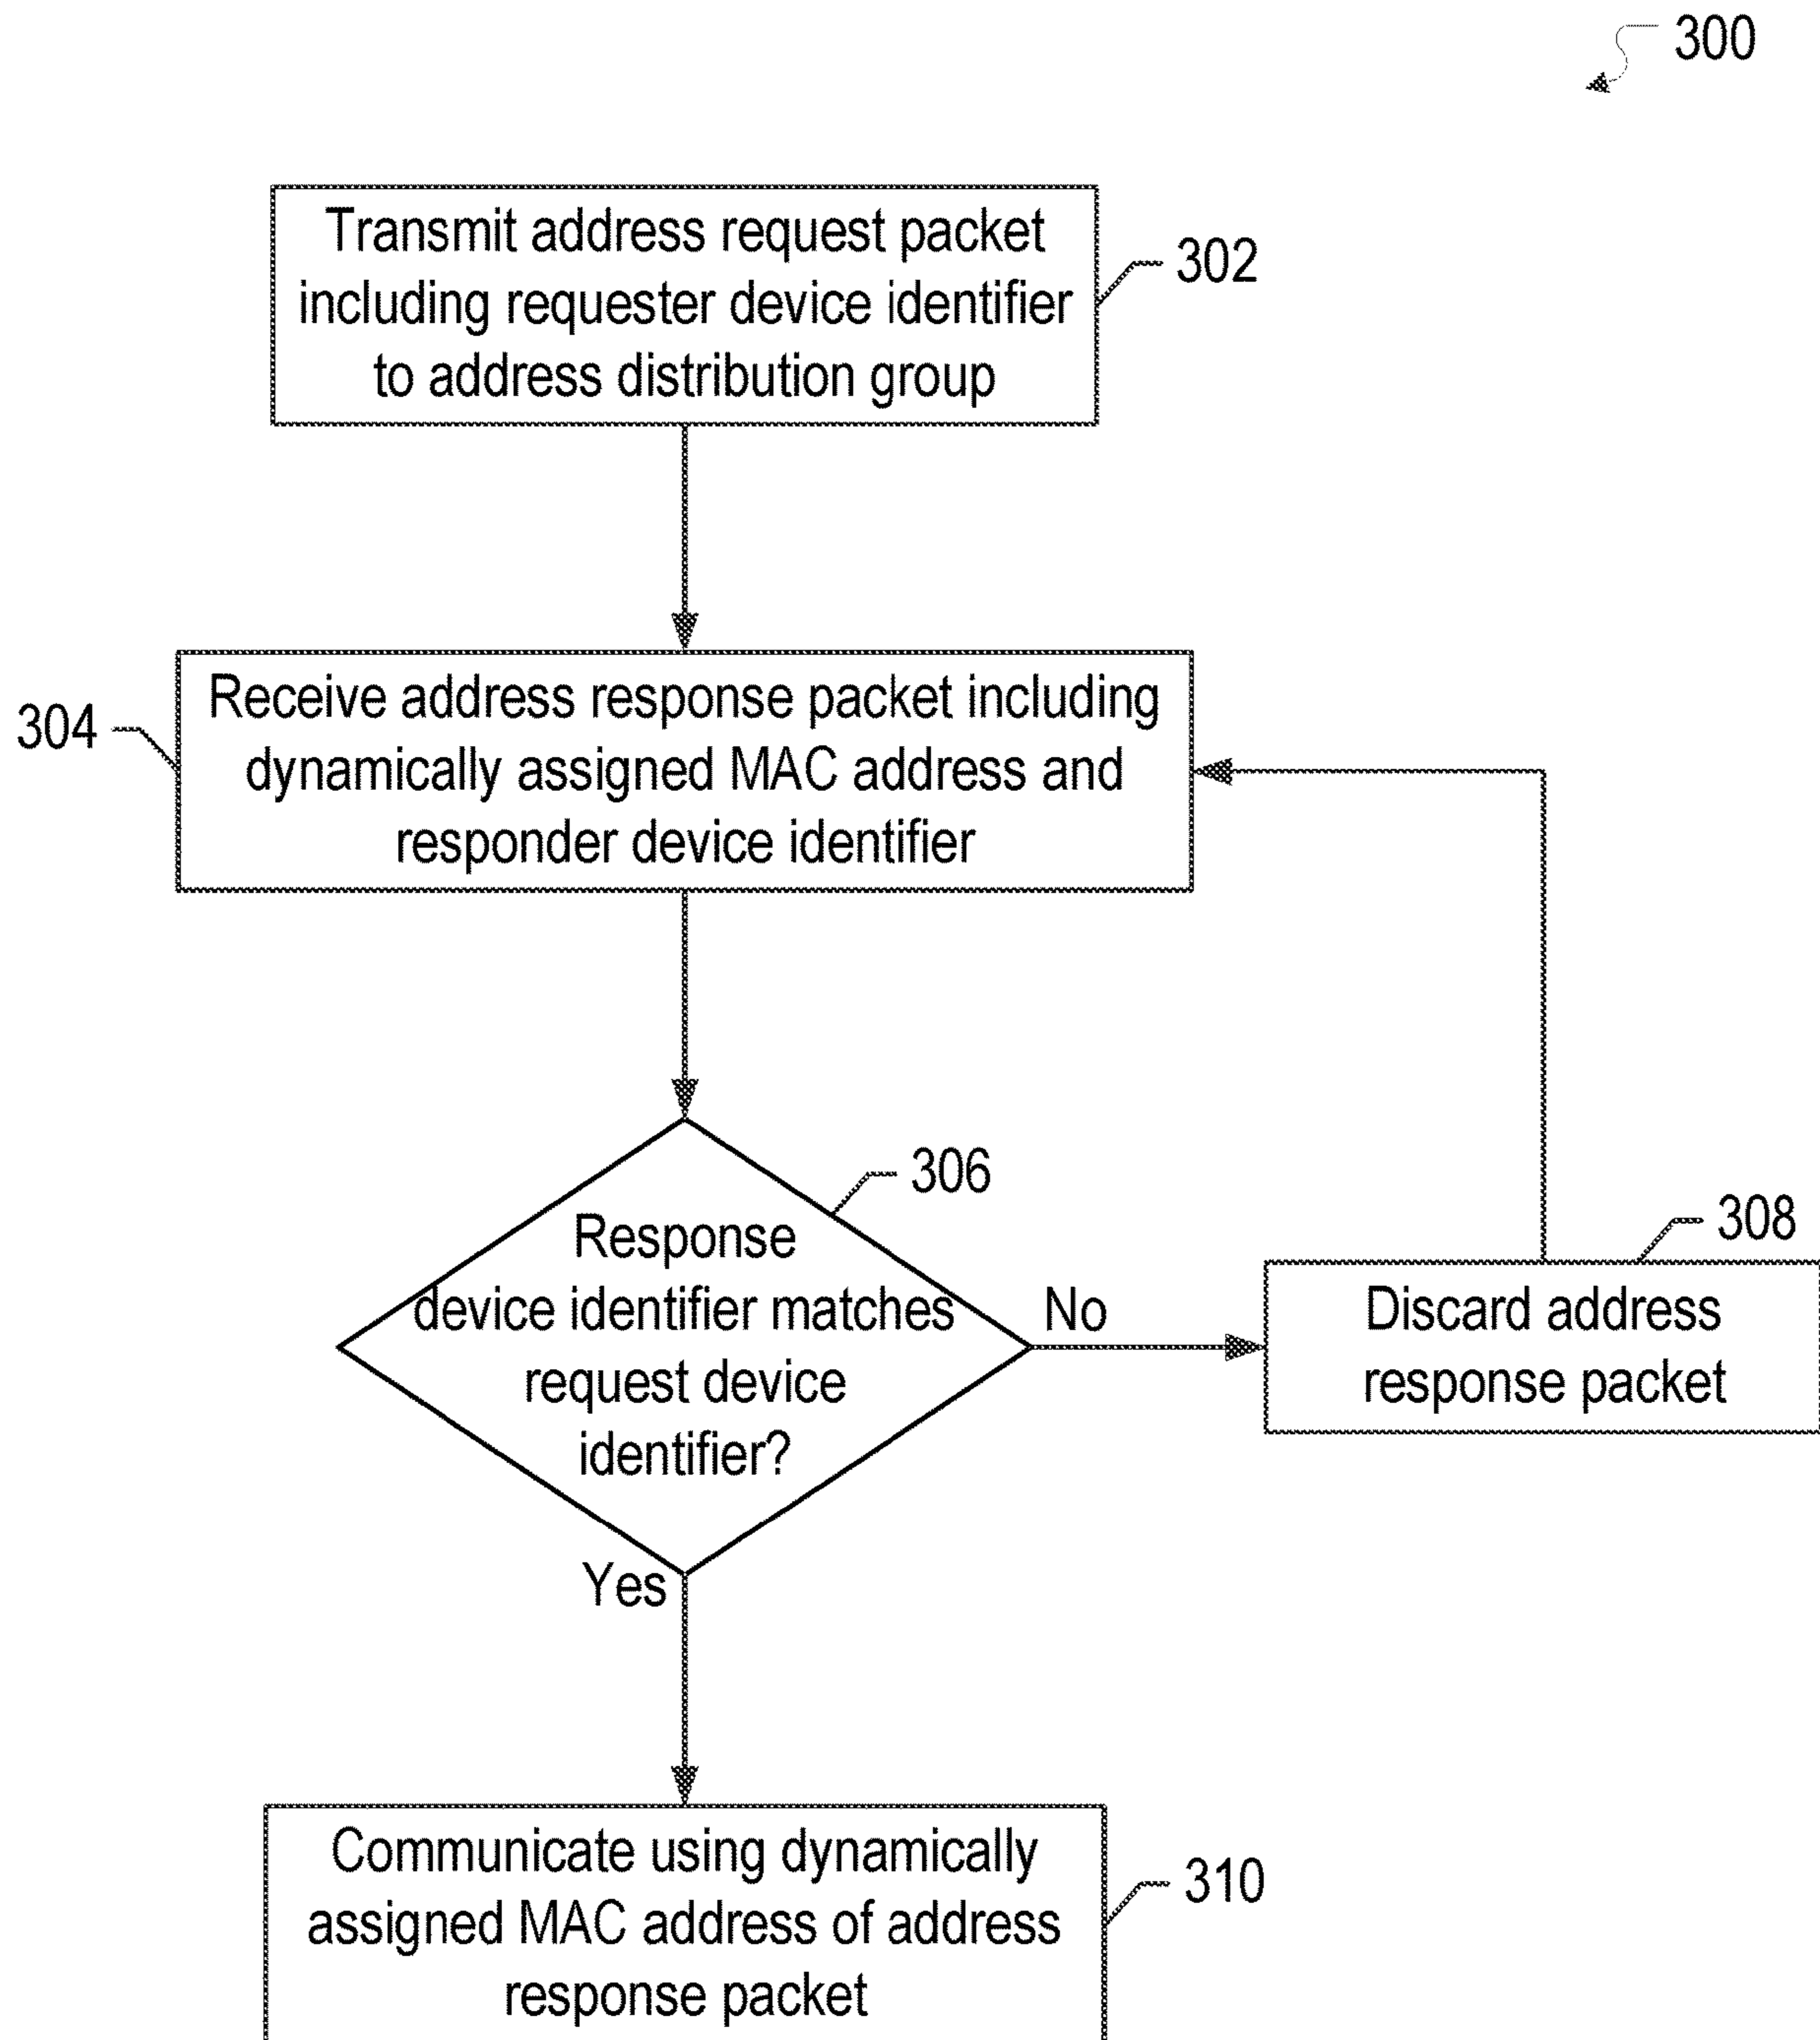 300
Transmit address request packet
including requester device identifier
to address distribution group
302
304
Receive address response packet including
dynamically assigned MAC address and
responder device identifier
306
Response
device identifier matches
request device
identifier?
No
308
Discard address
response packet
Yes
Communicate using dynamically
assigned MAC address of address
response packet
310